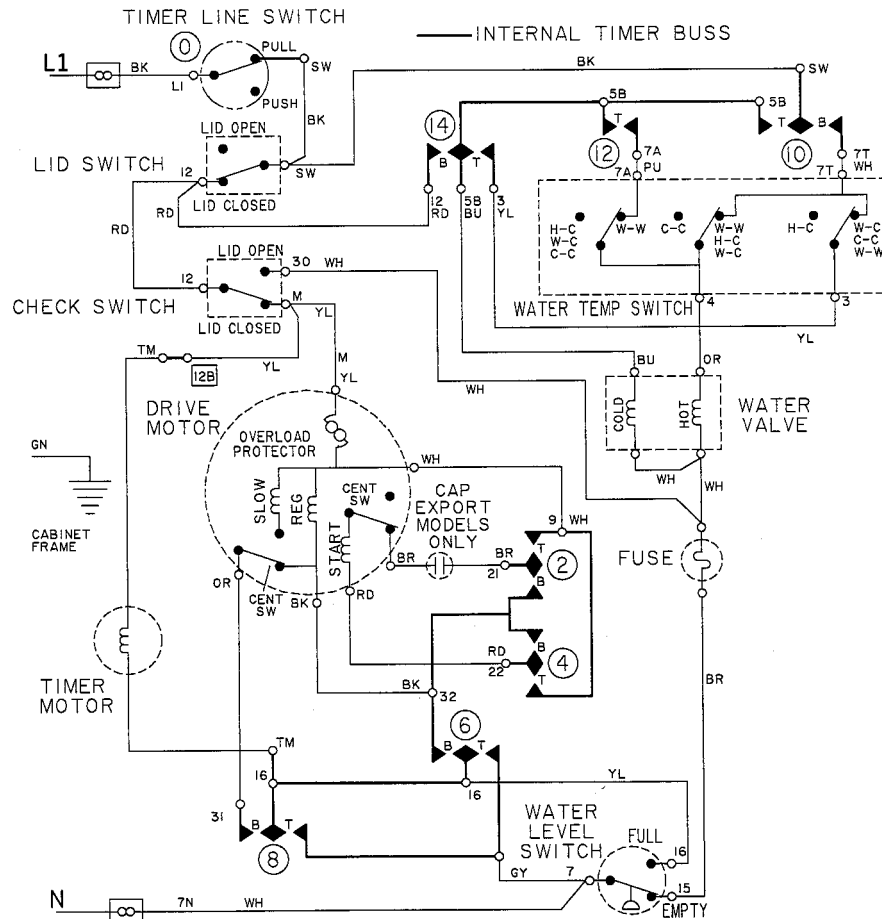 TIMER LINE SWITCH
INTERNAL TIMER BUSS
0
PULL
L1
BK
LI
SW
BK
SW
PUSH
5B
5B
LID OPEN
BK
14
T
T
B
LID SWITCH
12
SW
B
T
12
7A
10
7T
7A
PU
7T
WH
RD
LID CLOSED
12
RD
5B
BU
3
YL
RD
H-C
W-C
C-C
W-W
C-C
W-W
H-C
W-C
H-C
W-C
C-C
W-W
LID OPEN
30
WH
12
M
CHECK SWITCH
WATER TEMP SWITCH
4
3
LID CLOSED
YL
YL
TM
YL
M
BU
OR
12B
YL
WH
DRIVE
MOTOR
COLD
HOT
WATER
VALVE
OVERLOAD
PROTECTOR
GN
WH
WH
WH
SLOW
REG
CENT
SW
CAP
EXPORT
MODELS
ONLY
9
WH
CABINET
FRAME
START
T
FUSE
BR
BR
21
2
OR
CENT
SW
BK
RD
B
B
RD
22
4
BR
TIMER
MOTOR
BK
32
T
6
TM
B
T
16
16
YL
31
B
T
WATER
LEVEL
SWITCH
FULL
8
16
GY
7
15
N
7N
WH
EMPTY